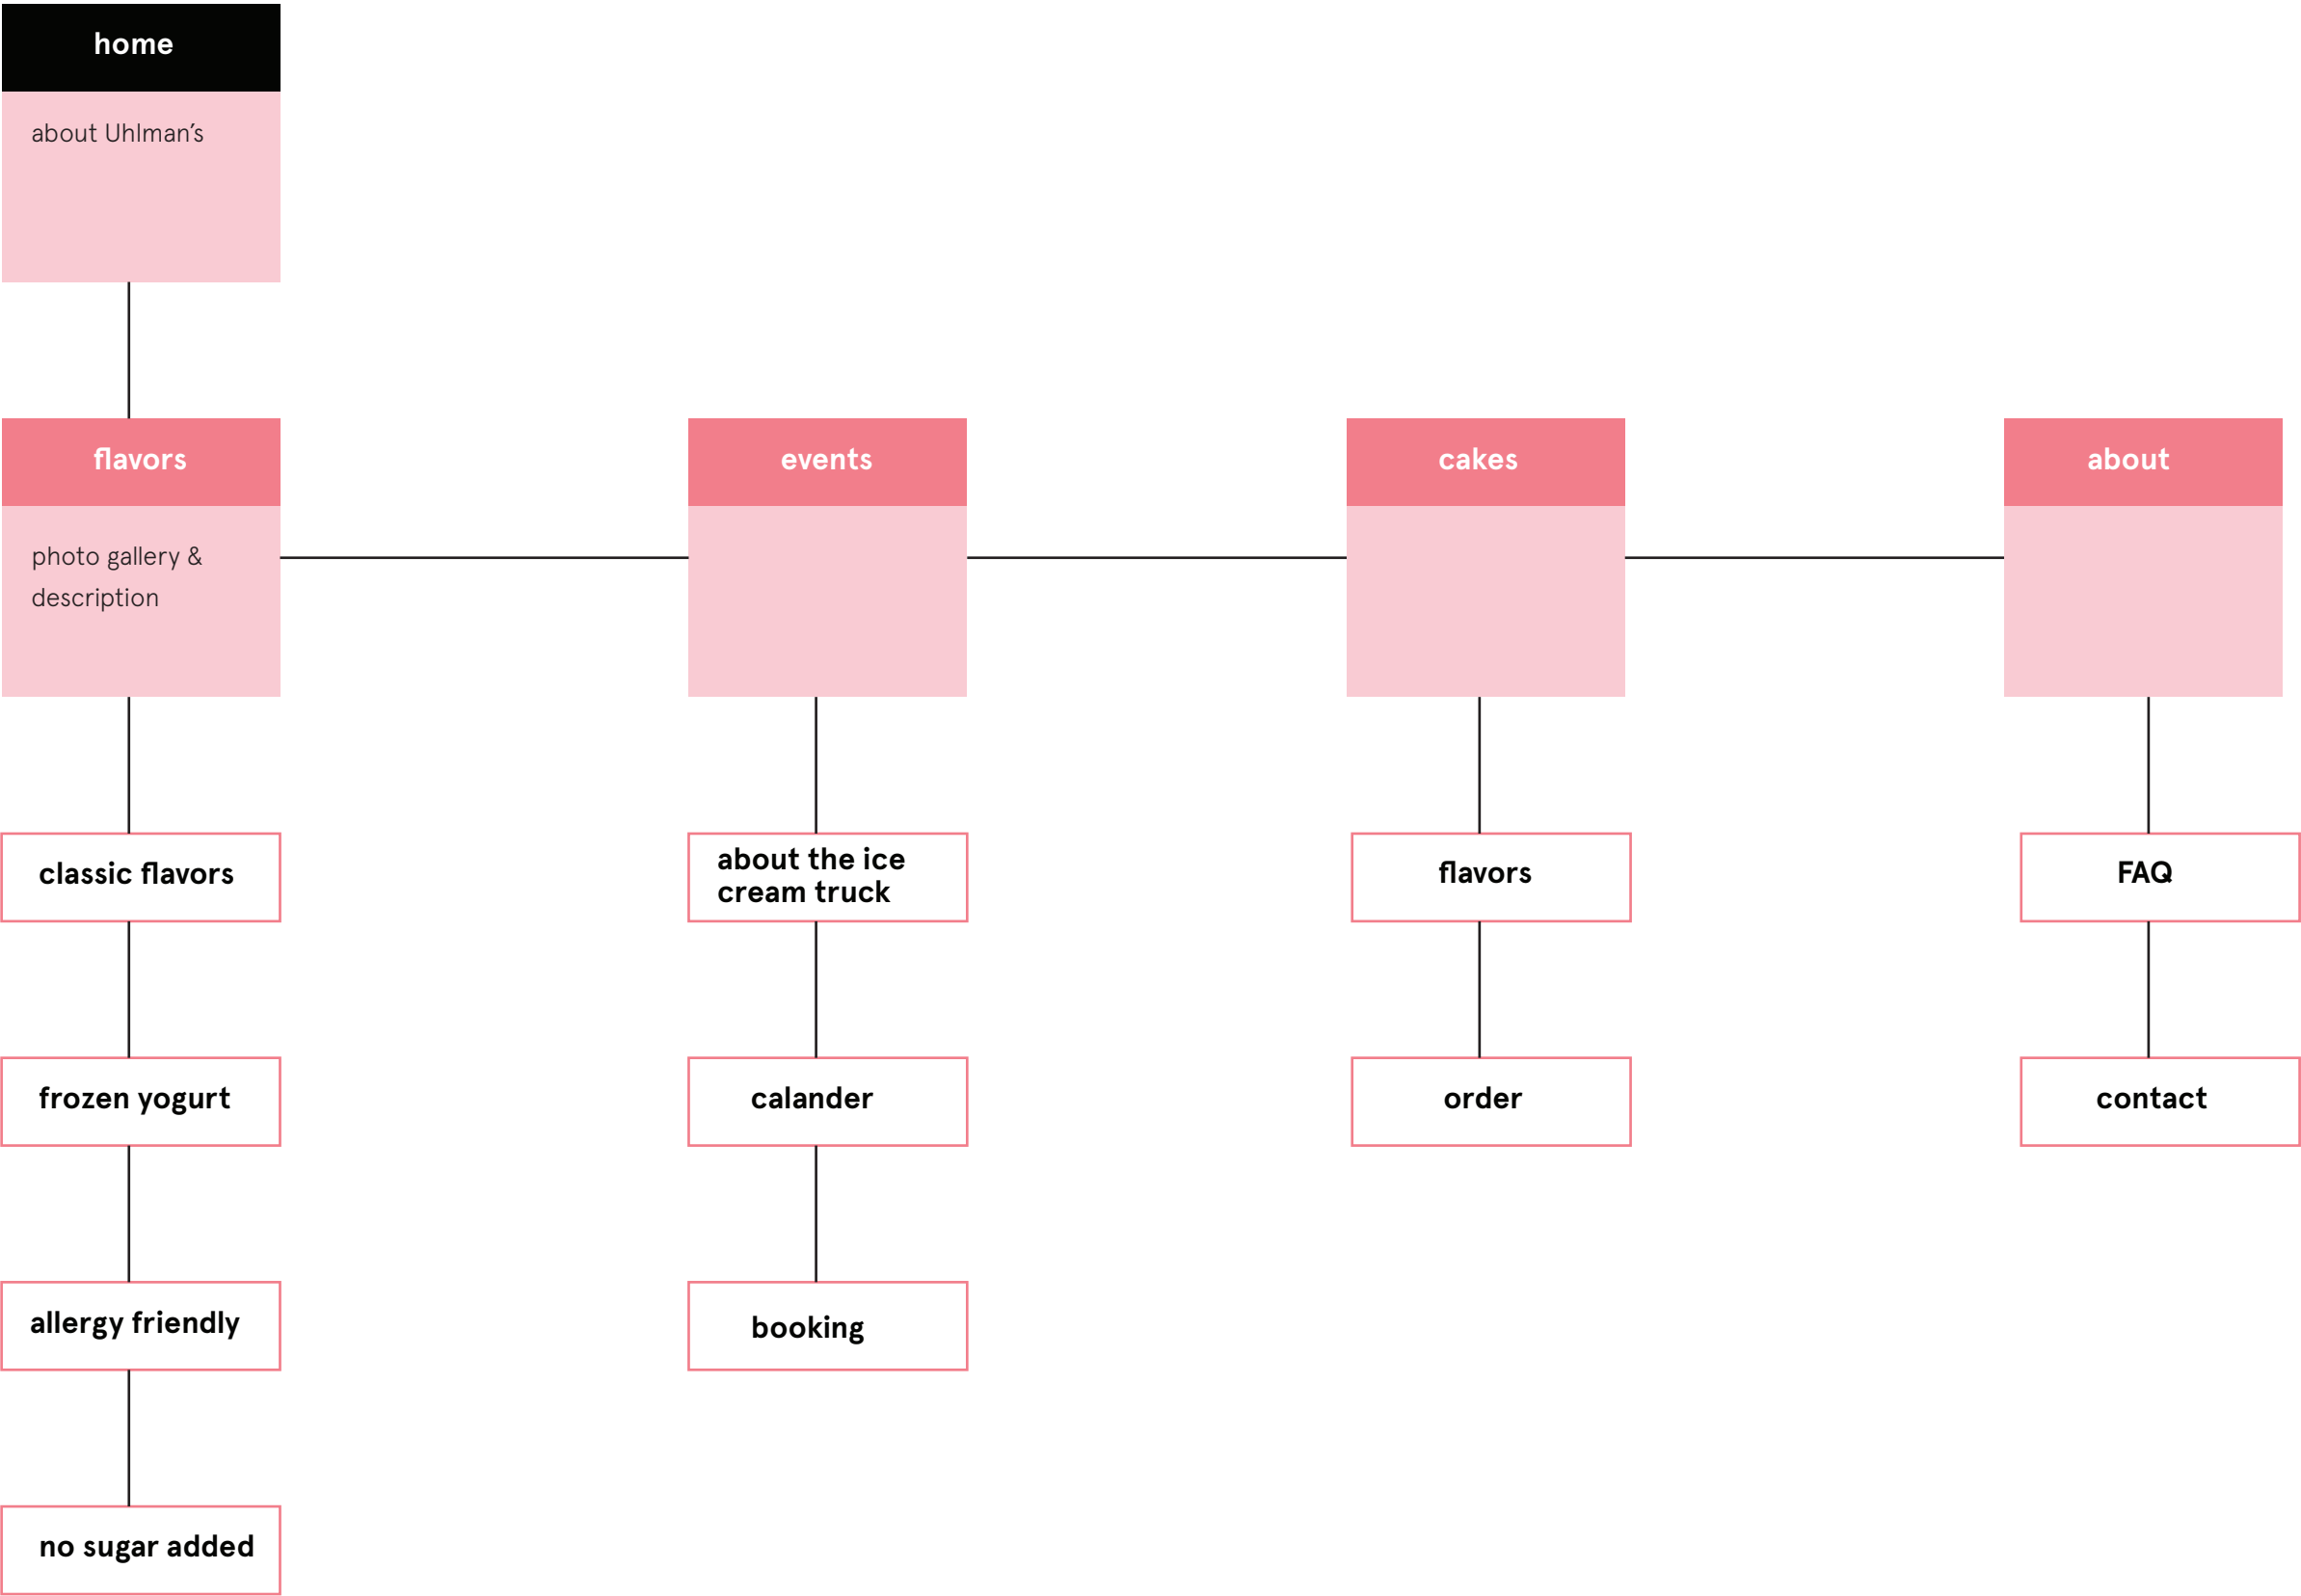 home
about Uhlman’s
flavors
photo gallery &
description
events
cakes
about
classic flavors
frozen yogurt
allergy friendly
no sugar added
about the ice
cream truck
calander
booking
flavors
order
FAQ
contact